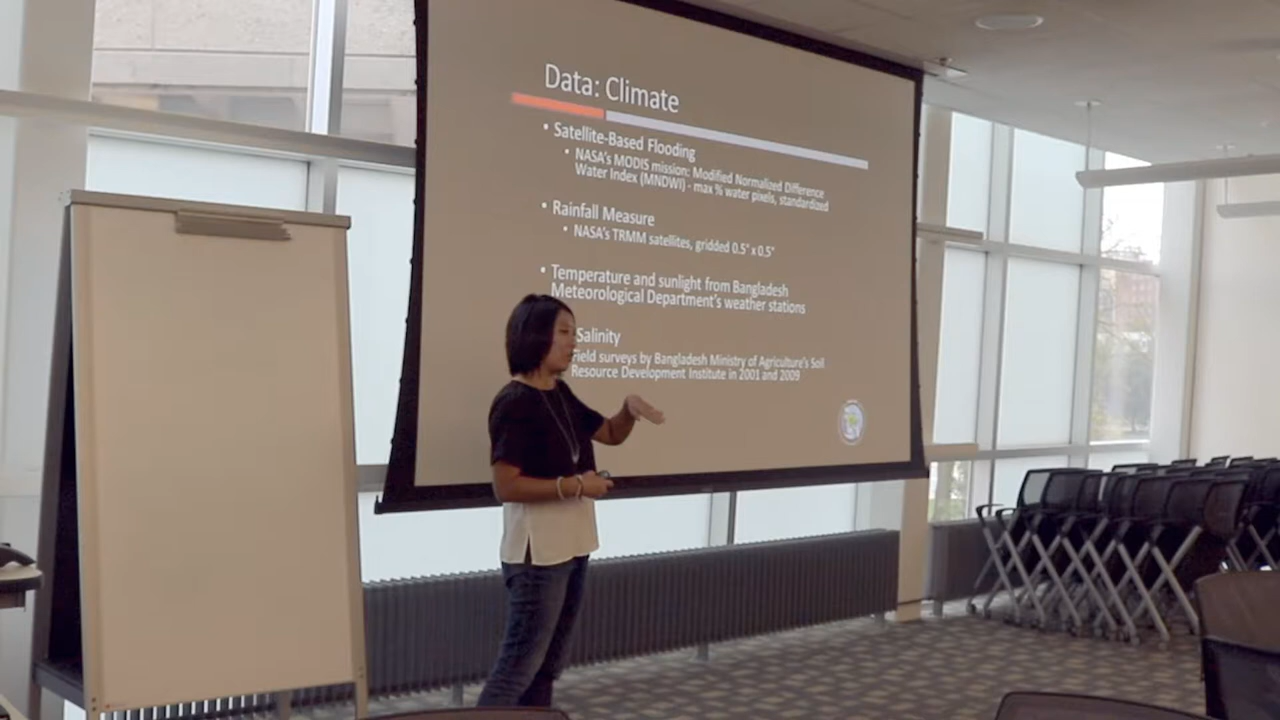 Data: Climate
• Satellite-Based Flooding
• NASA's MODIS mission: Modified Normalized Difference
Water Index (MNDWI) - max % water pixels, standardized
• Rainfall Measure
• NASA's TRMM satellites, gridded 0.5° x 0.5°
• Temperature and sunlight from Bangladesh
Meteorological Department's weather stations
Salinity
Field surveys by Bangladesh Ministry of Agriculture's Soil
Resource Development Institute in 2001 and 2009